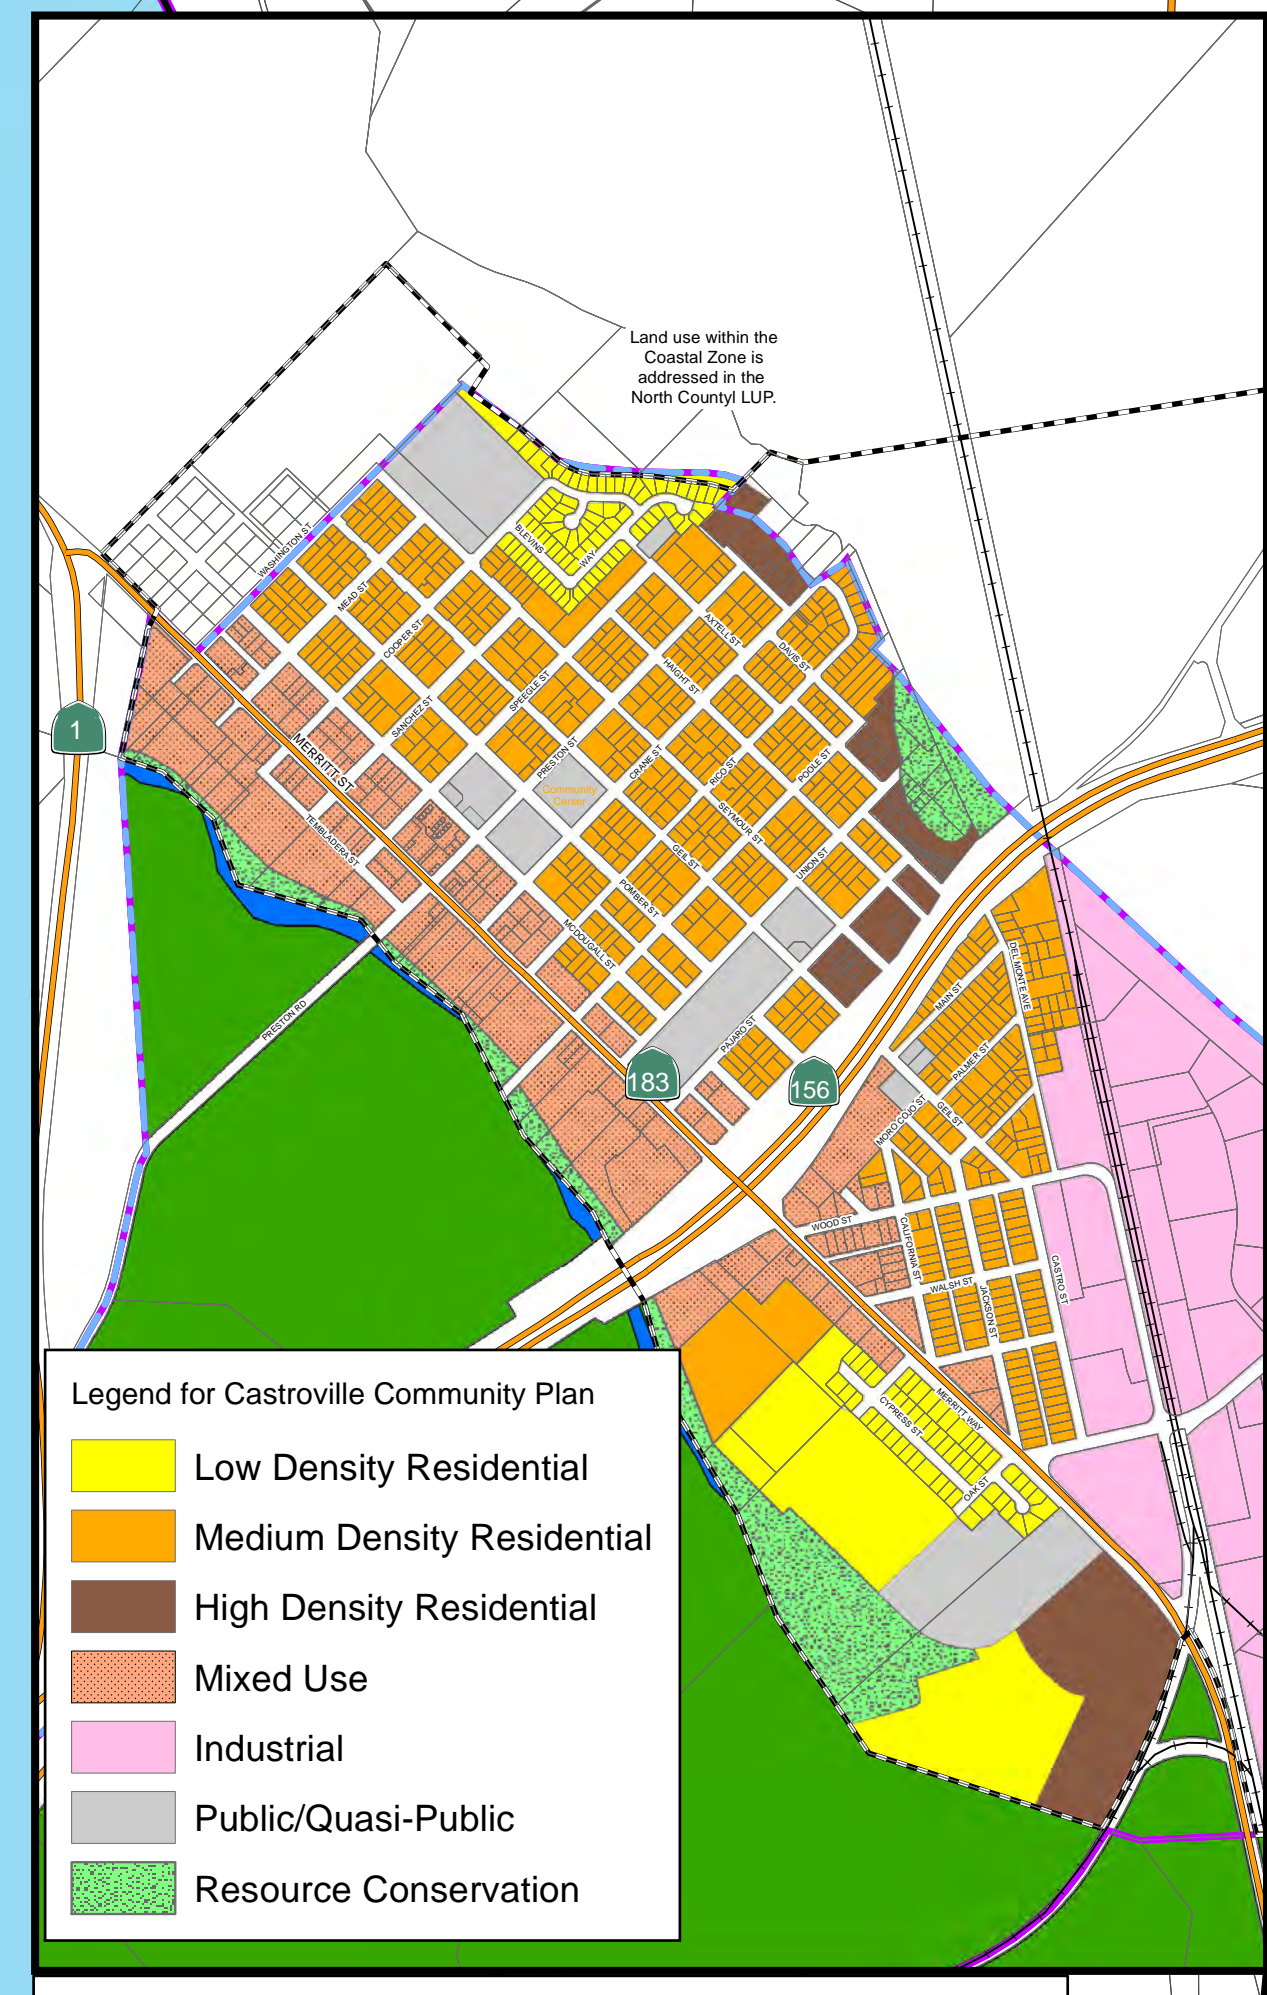 Land use within the
Coastal Zone is
addressed in the
North Countyl LUP.
WASHINGTON ST
BLEVINS
WAY
MEAD ST
COOPER ST
AXTELL ST
DAVIS ST
HAIGHT ST
SPEEGLE ST
SANCHEZ ST
1
MERRITT ST
PRESTON ST
CRANE ST
RICO ST
POOLE ST
Community
Center
SEYMOUR ST
TEMBLADERA ST
GEIL ST
UNION ST
POMBER ST
MCDOUGALL ST
DEL MONTE AVE
MAIN ST
PRESTON RD
PAJARO ST
PALMER ST
183
156
GEIL ST
MORO COJO ST
WOOD ST
CALIFORNIA ST
CASTRO ST
WALSH ST
JACKSON ST
MERRITT WAY
CYPRESS ST
OAK ST
Legend for Castroville Community Plan
Low Density Residential
Medium Density Residential
High Density Residential
Mixed Use
Industrial
Public/Quasi-Public
Resource Conservation